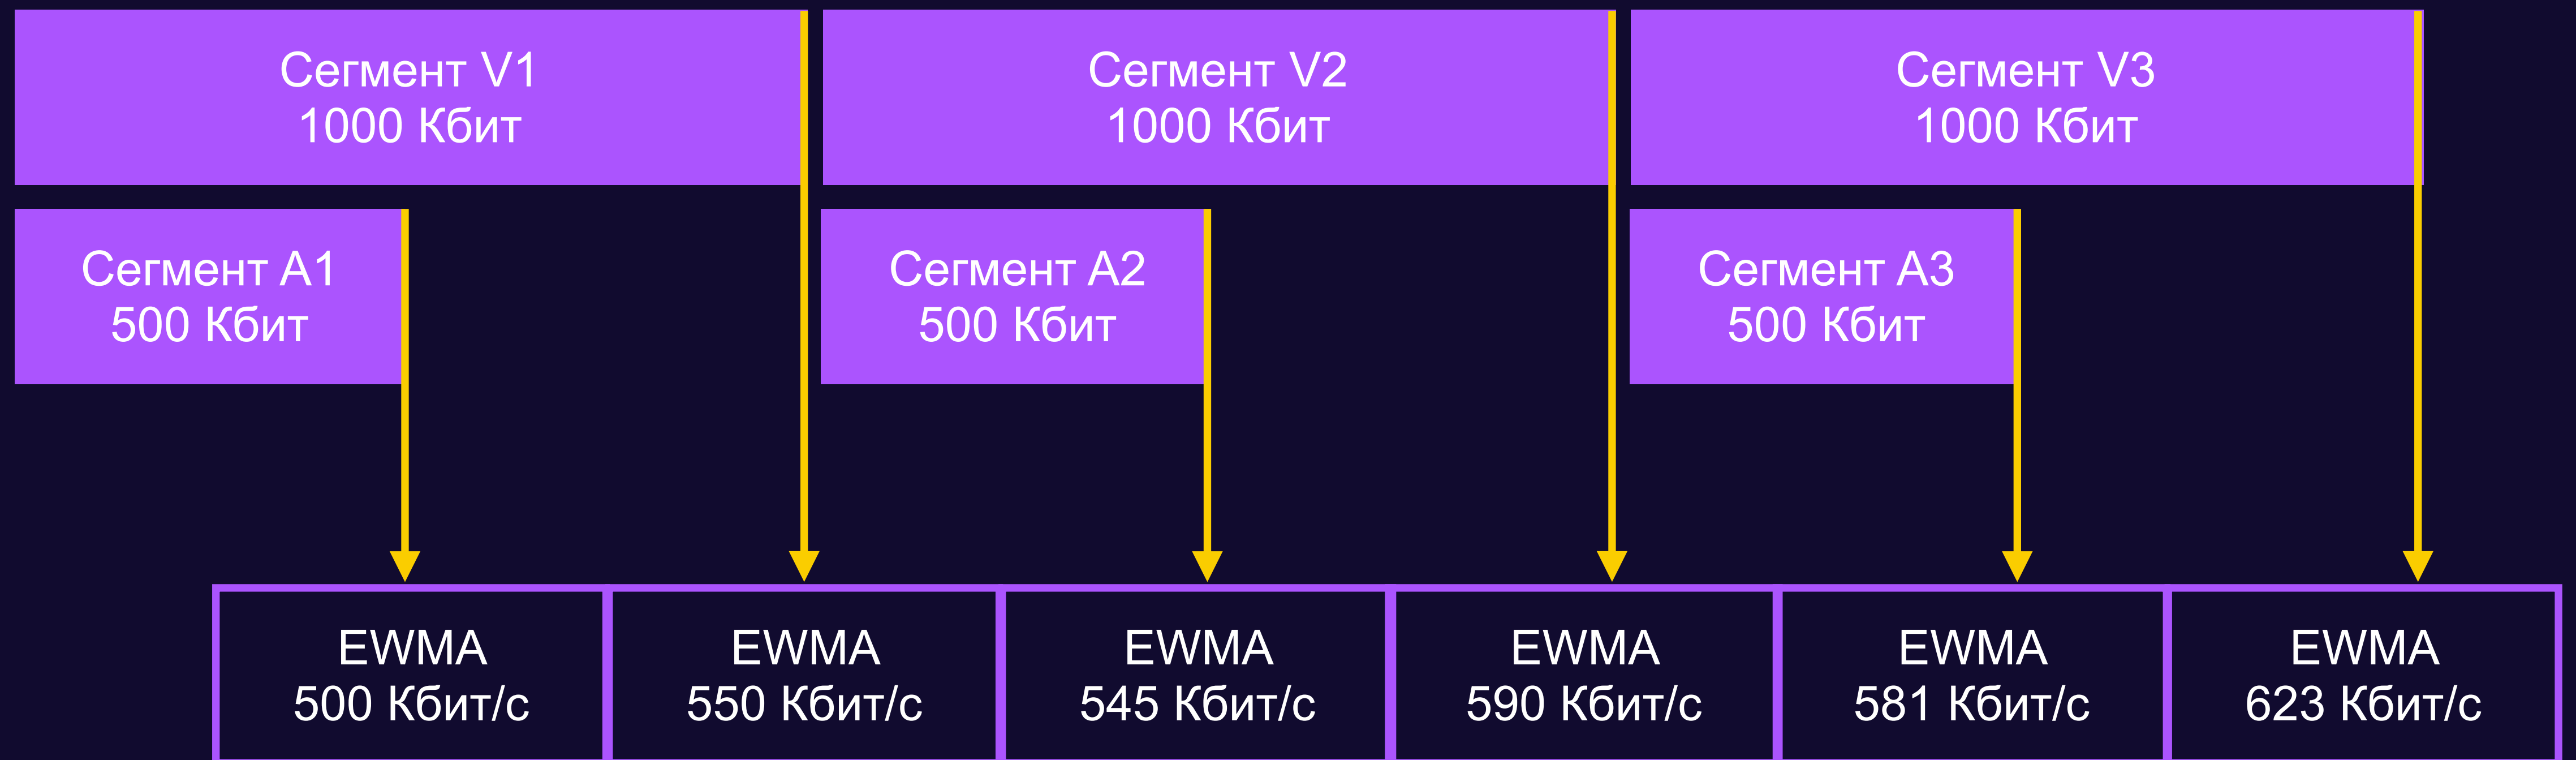 Сегмент V1
1000 Кбит
Сегмент V2
1000 Кбит
Сегмент V3
1000 Кбит
Сегмент A1
500 Кбит
Сегмент A2
500 Кбит
Сегмент A3
500 Кбит
EWMA
500 Кбит/с
EWMA
550 Кбит/с
EWMA
545 Кбит/с
EWMA
590 Кбит/с
EWMA
581 Кбит/с
EWMA
623 Кбит/с